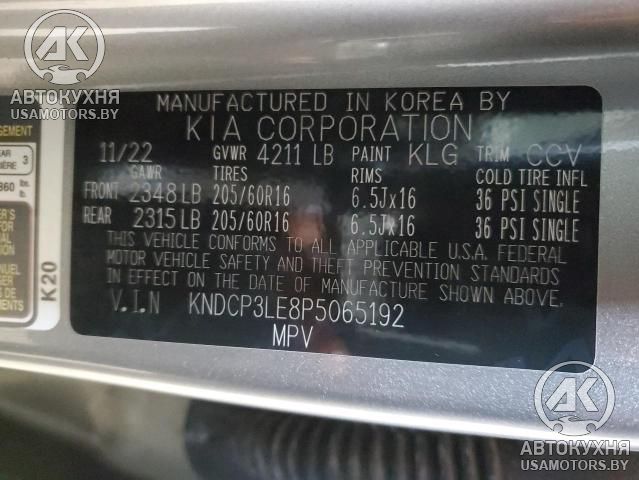 АВТОКУХНЯ
USAMOTORS.BY
MANUFACTURED IN KOREA BY
KIA CORPORATION
11/22 GVWR 4211 LB PAINT KLG TRIM CCV
GAWR TIRES RIMS COLD TIRE INFL
FRONT 2348 LB 205/60R16 6.5Jx16 36 PSI SINGLE
REAR 2315 LB 205/60R16 6.5Jx16 36 PSI SINGLE
THIS VEHICLE CONFORMS TO ALL APPLICABLE U.S.A. FEDERAL
MOTOR VEHICLE SAFETY AND THEFT PREVENTION STANDARDS
IN EFFECT ON THE DATE OF MANUFACTURE SHOWN ABOVE.
V.I.N KNDCP3LE8P5065192
MPV
K20
3
lbs.
АВТОКУХНЯ
USAMOTORS.BY